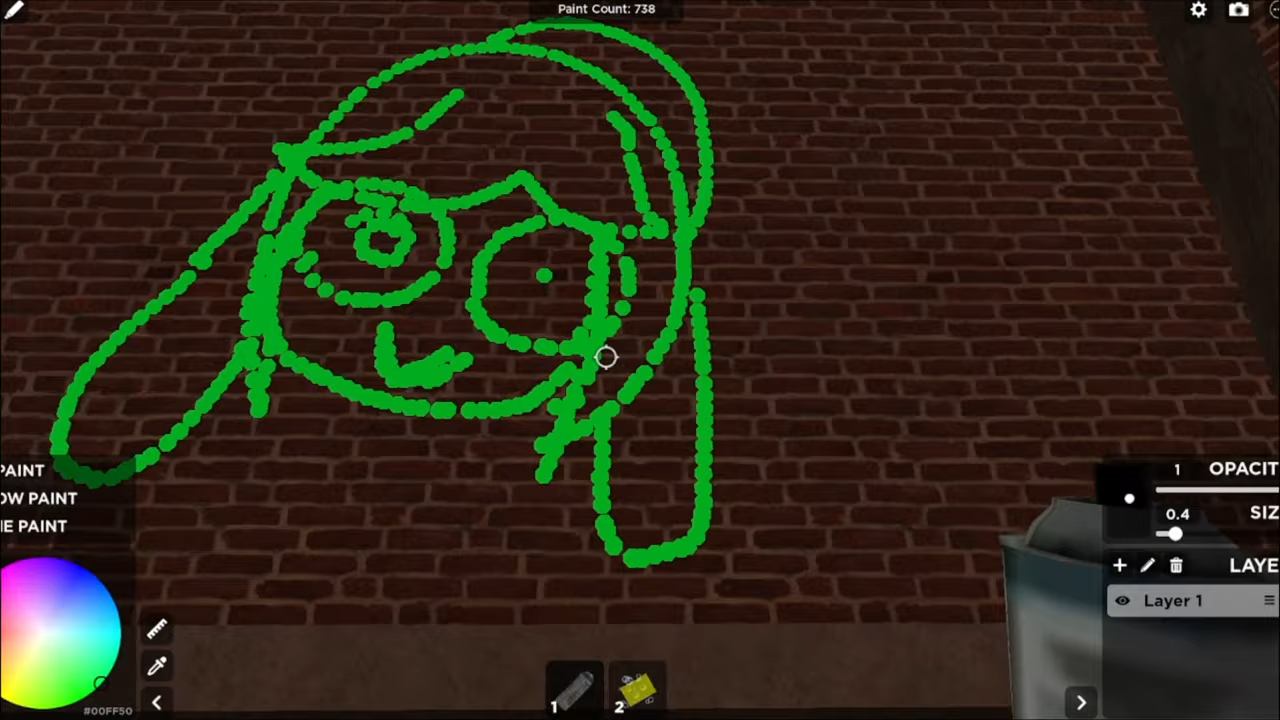 Paint Count: 738
PAINT
OW PAINT
IE PAINT
#00FF50
1
2
1 OPACIT
0.4 SIZ
LAYE
Layer 1